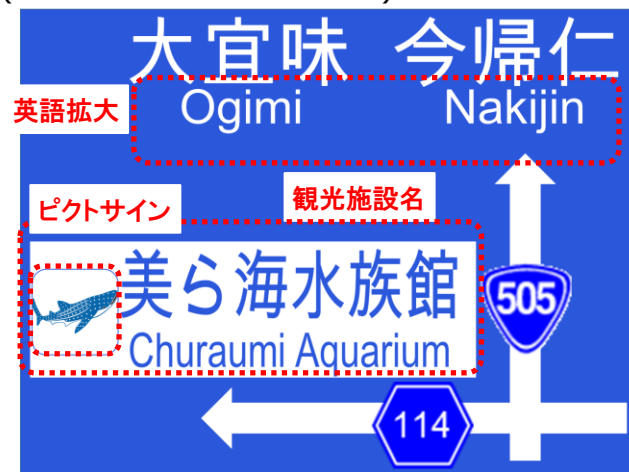 大宜味 今帰仁
英語拡大
Ogimi Nakijin
ピクトサイン
観光施設名
美ら海水族館
Churaumi Aquarium
505
114